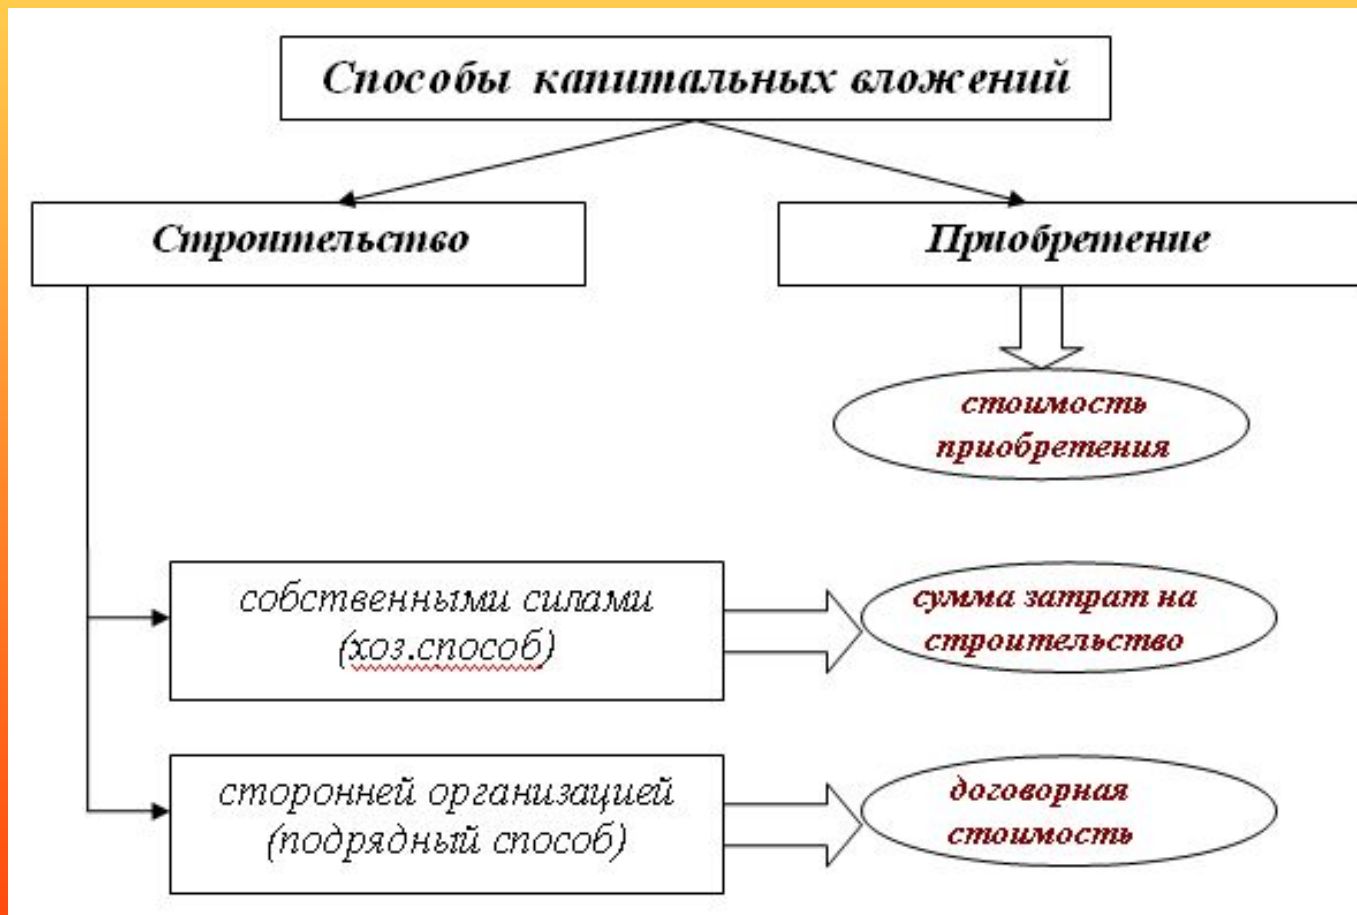 Способы капитальных вложений
Строительство
Приобретение
стоимость
приобретения
собственными силами
(хоз.способ)
сумма затрат на
строительство
сторонней организацией
(подрядный способ)
договорная
стоимость